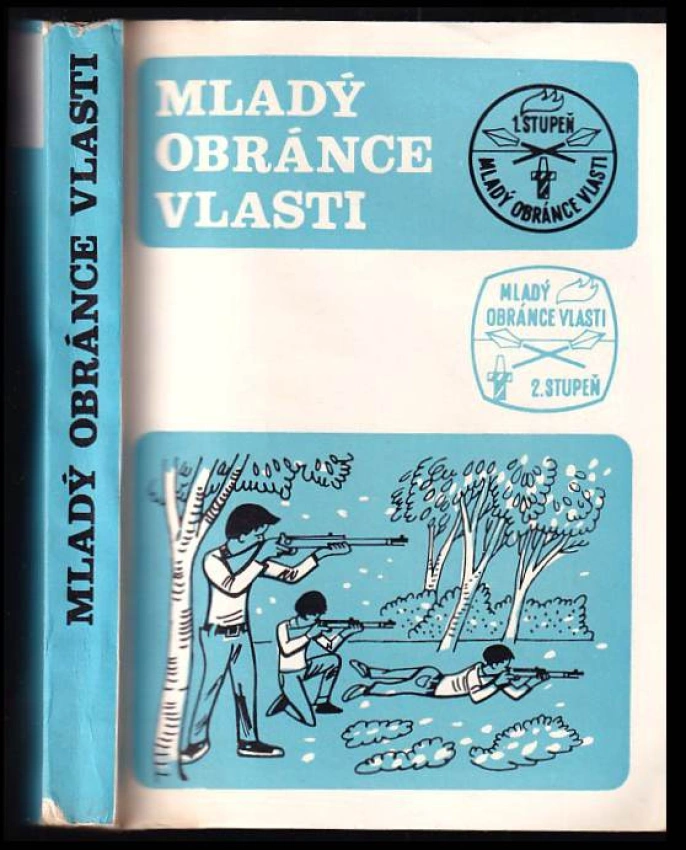 MLADÝ OBRÁNCE VLASTI
MLADÝ
OBRÁNCE
VLASTI
1.STUPEŇ
MLADÝ OBRÁNCE VLASTI
MLADÝ
OBRÁNCE VLASTI
2.STUPEŇ